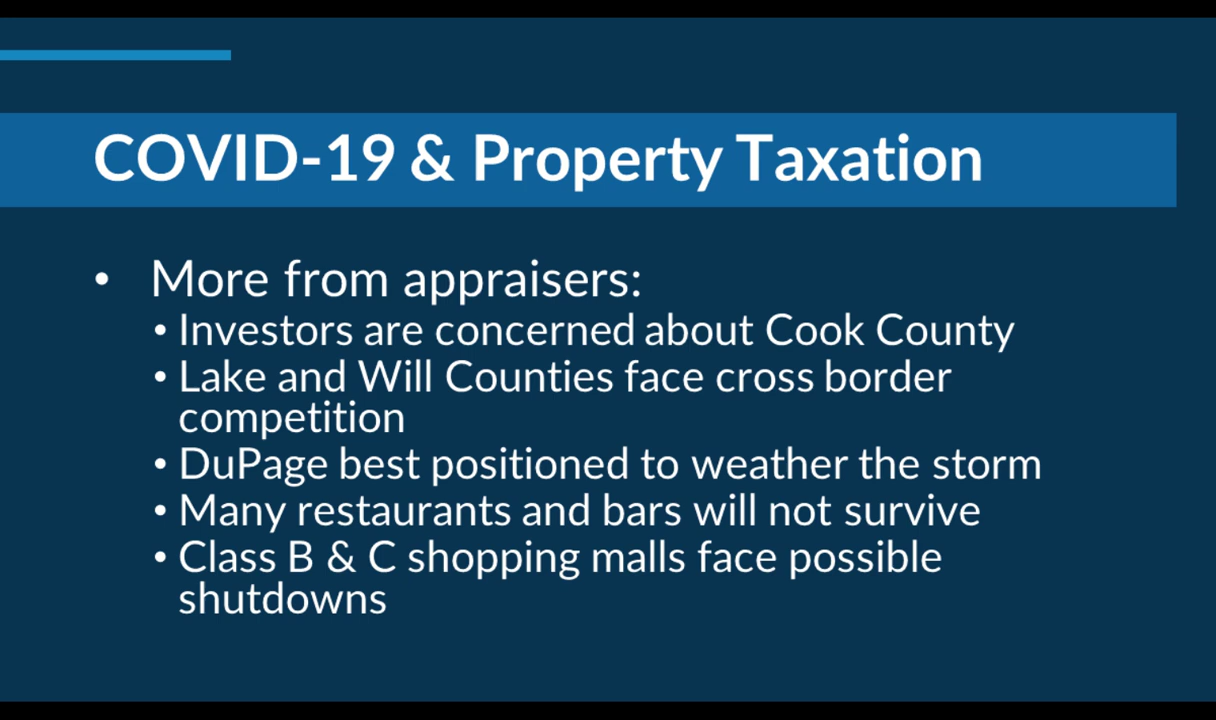 COVID-19 & Property Taxation
• More from appraisers:
• Investors are concerned about Cook County
• Lake and Will Counties face cross border
competition
• DuPage best positioned to weather the storm
• Many restaurants and bars will not survive
• Class B & C shopping malls face possible
shutdowns